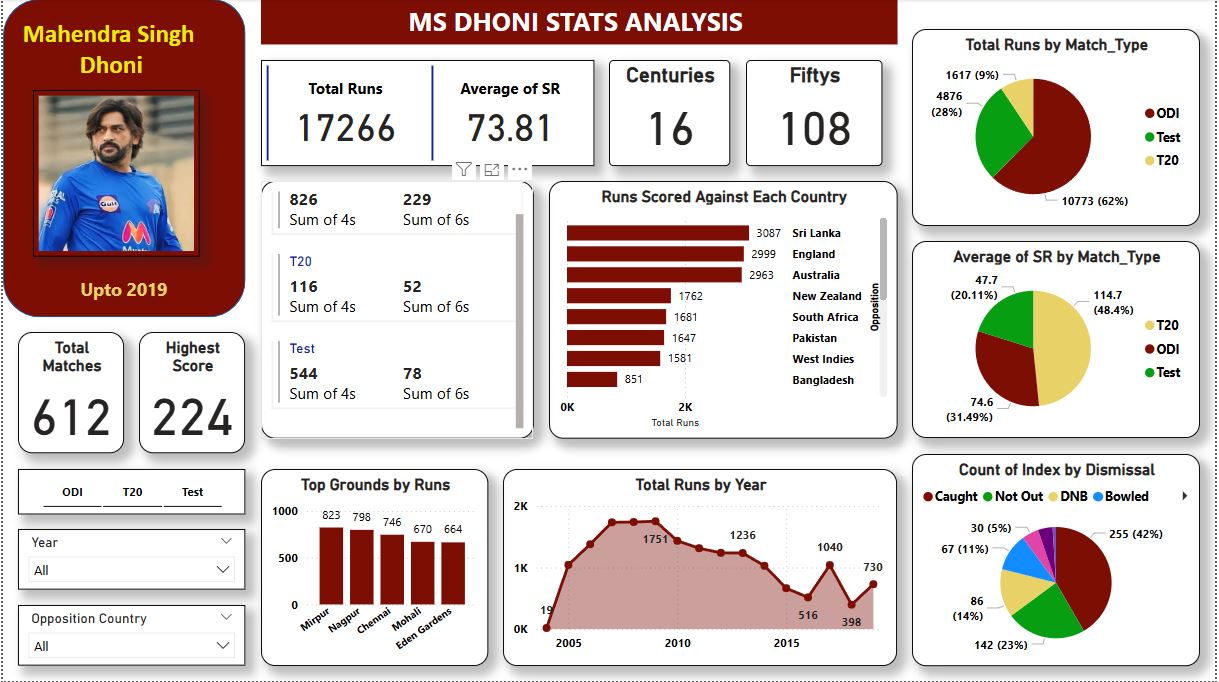 Mahendra Singh
Dhoni
Gulf
Upto 2019
MS DHONI STATS ANALYSIS
Total Runs
17266
Average of SR
73.81
Centuries
16
Fiftys
108
Total
Matches
612
Highest
Score
224
ODI T20 Test
Year
All
Opposition Country
All
826 229
Sum of 4s Sum of 6s
T20
116 52
Sum of 4s Sum of 6s
Test
544 78
Sum of 4s Sum of 6s
Runs Scored Against Each Country
3087 Sri Lanka
2999 England
2963 Australia
1762 New Zealand
1681 South Africa
1647 Pakistan
1581 West Indies
851 Bangladesh
0K 2K
Total Runs
Opposition
Top Grounds by Runs
1000
500
0
823 798 746 670 664
Mirpur Nagpur Chennai Mohali Eden Gardens
Total Runs by Year
2K
1K
0K
19 1751 1236 516 1040 398 730
2005 2010 2015
Total Runs by Match_Type
1617 (9%)
4876
(28%)
10773 (62%)
ODI
Test
T20
Average of SR by Match_Type
47.7
(20.11%)
114.7
(48.4%)
74.6
(31.49%)
T20
ODI
Test
Count of Index by Dismissal
Caught Not Out DNB Bowled
30 (5%)
67 (11%)
86
(14%)
142 (23%)
255 (42%)